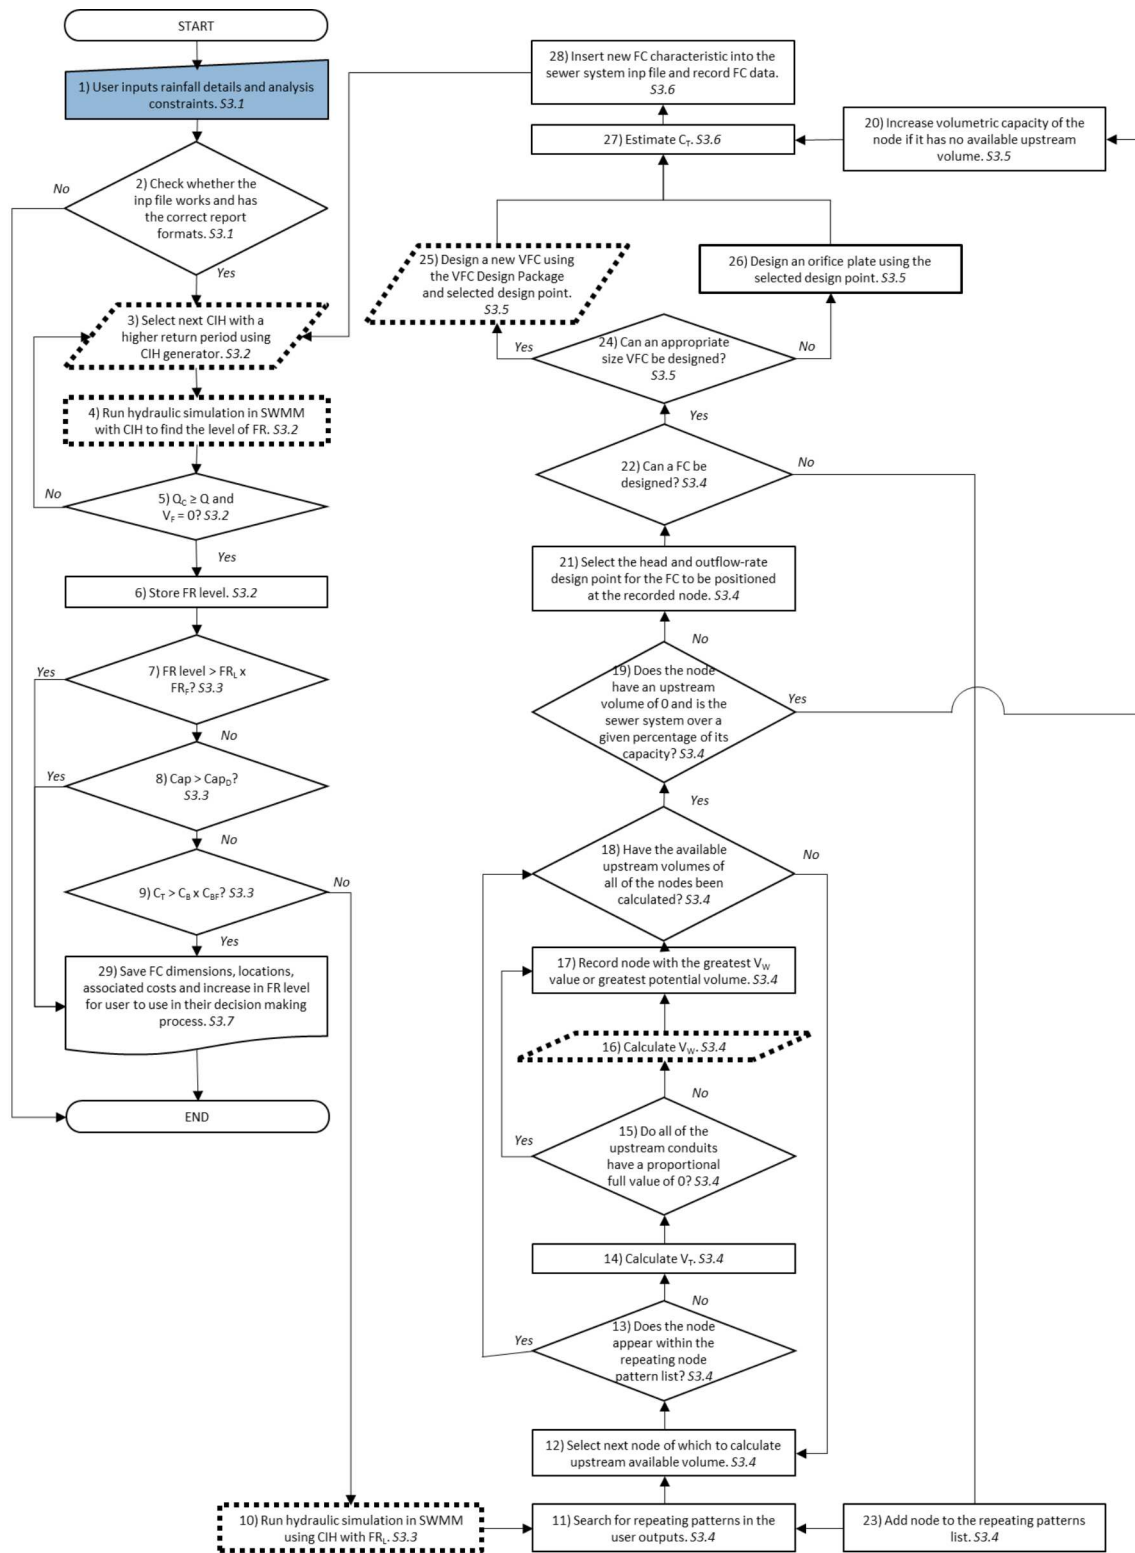 START
1) User inputs rainfall details and analysis
constraints. S3.1
2) Check whether the
inp file works and has
the correct report
formats. S3.1
No
Yes
3) Select next CIH with a
higher return period using
CIH generator. S3.2
4) Run hydraulic simulation in SWMM
with CIH to find the level of FR. S3.2
5) QC ≥ Q and
VF = 0? S3.2
No
Yes
6) Store FR level. S3.2
7) FR level > FRL x
FRF? S3.3
Yes
No
8) Cap > CapD?
S3.3
Yes
No
9) CT > CB x CBF? S3.3
No
Yes
29) Save FC dimensions, locations,
associated costs and increase in FR level
for user to use in their decision making
process. S3.7
END
10) Run hydraulic simulation in SWMM
using CIH with FRL. S3.3
11) Search for repeating patterns in the
user outputs. S3.4
23) Add node to the repeating patterns
list. S3.4
12) Select next node of which to calculate
upstream available volume. S3.4
13) Does the node
appear within the
repeating node
pattern list? S3.4
Yes
No
14) Calculate VT. S3.4
15) Do all of the
upstream conduits
have a proportional
full value of 0? S3.4
Yes
No
16) Calculate VW. S3.4
17) Record node with the greatest VW
value or greatest potential volume. S3.4
18) Have the available
upstream volumes of
all of the nodes been
calculated? S3.4
No
Yes
19) Does the node
have an upstream
volume of 0 and is the
sewer system over a
given percentage of its
capacity? S3.4
Yes
No
21) Select the head and outflow-rate
design point for the FC to be positioned
at the recorded node. S3.4
22) Can a FC be
designed? S3.4
No
Yes
24) Can an appropriate
size VFC be designed?
S3.5
Yes
No
25) Design a new VFC using
the VFC Design Package
and selected design point.
S3.5
26) Design an orifice plate using the
selected design point. S3.5
27) Estimate CT. S3.6
20) Increase volumetric capacity of the
node if it has no available upstream
volume. S3.5
28) Insert new FC characteristic into the
sewer system inp file and record FC data.
S3.6